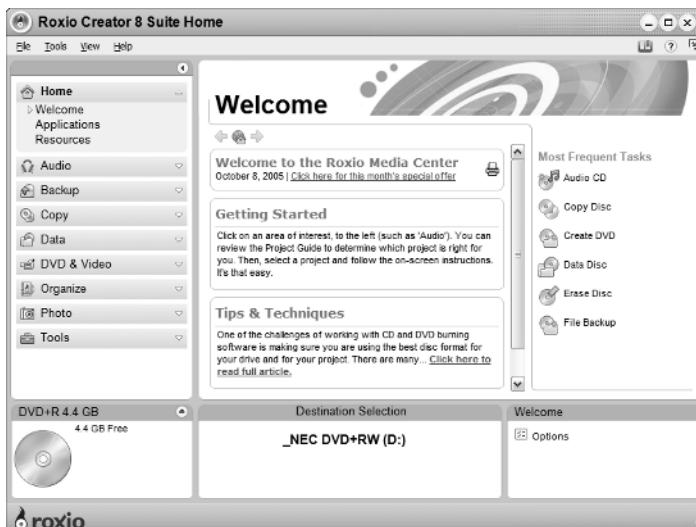 Roxio Creator 8 Suite Home
File Tools View Help
Home
Welcome
Applications
Resources
Audio
Backup
Copy
Data
DVD & Video
Organize
Photo
Tools
Welcome
Welcome to the Roxio Media Center
October 8, 2005 | Click here for this month's special offer
Getting Started
Click on an area of interest, to the left (such as 'Audio'). You can
review the Project Guide to determine which project is right for
you. Then, select a project and follow the on-screen instructions.
It's that easy.
Tips & Techniques
One of the challenges of working with CD and DVD burning
software is making sure you are using the best disc format for
your drive and for your project. There are many... Click here to
read full article.
Most Frequent Tasks
Audio CD
Copy Disc
Create DVD
Data Disc
Erase Disc
File Backup
DVD+R 4.4 GB
4.4 GB Free
Destination Selection
_NEC DVD+RW (D:)
Welcome
Options
roxio